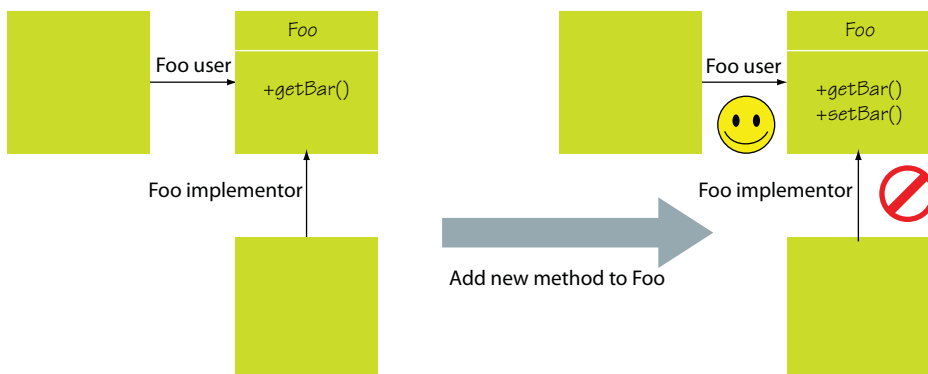 Foo
Foo user
+getBar()
Foo implementor
Add new method to Foo
Foo
Foo user
+getBar()
+setBar()
Foo implementor